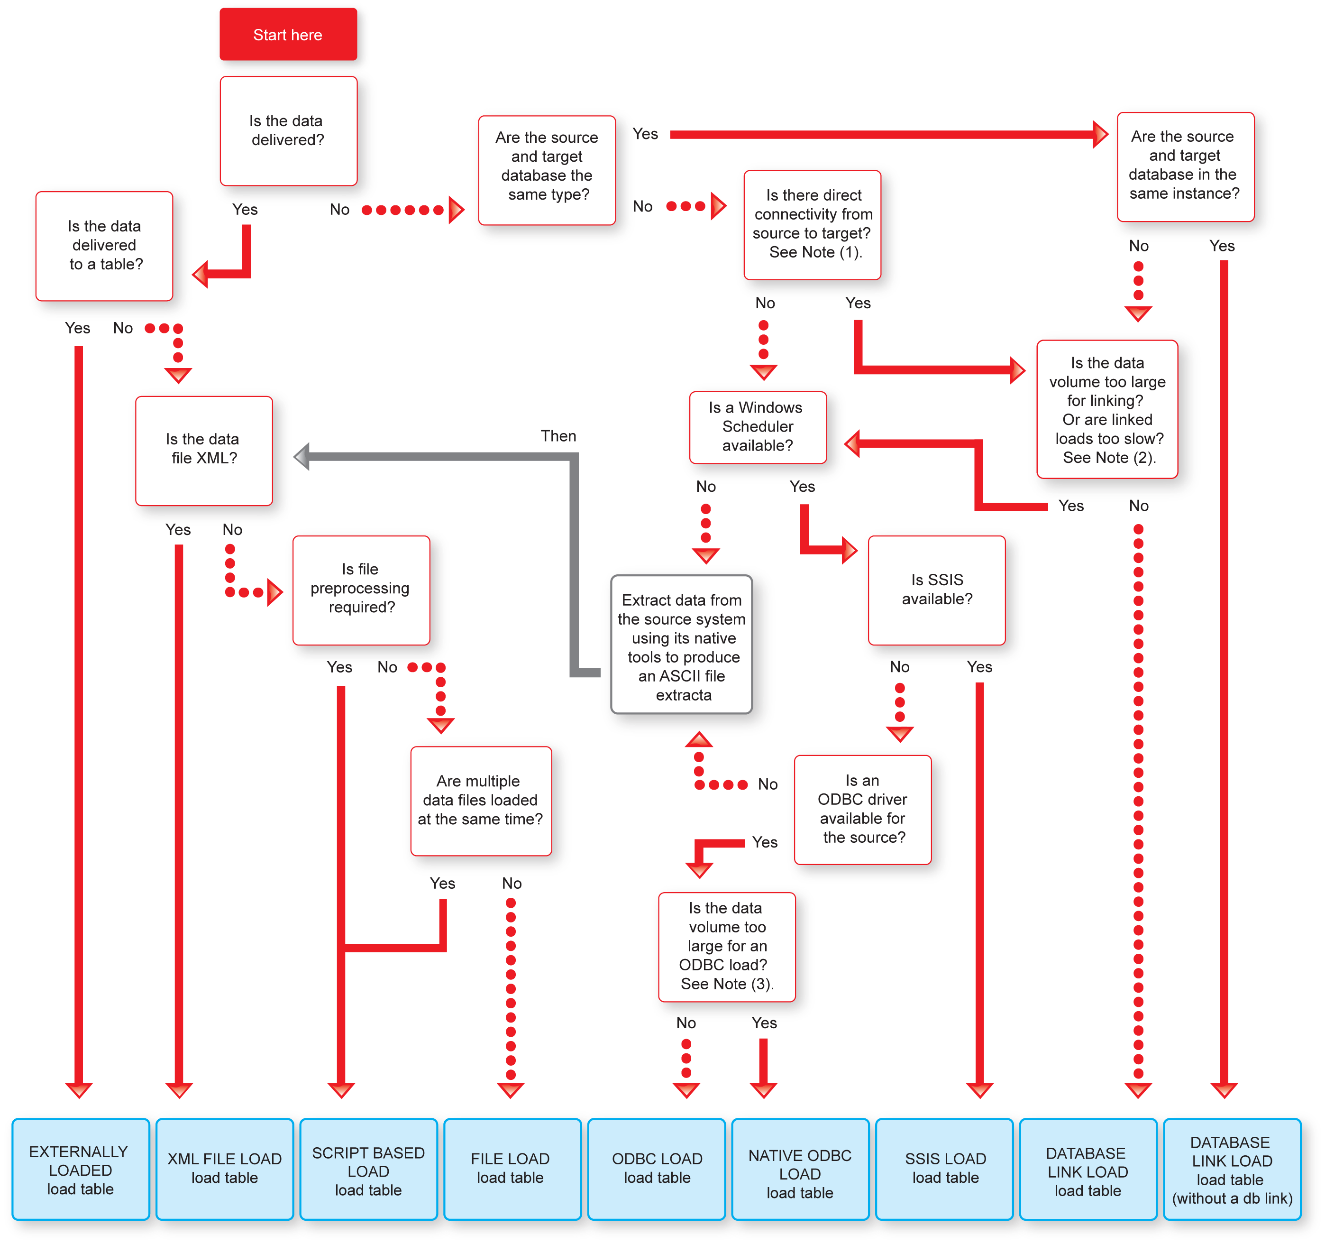 Start here
Is the data
delivered?
Yes
No
Are the source
and target
database the
same type?
Yes
No
Are the source
and target
database in the
same instance?
No
Yes
Is the data
delivered
to a table?
Yes
No
Is there direct
connectivity from
source to target?
See Note (1).
No
Yes
Is the data
volume too large
for linking?
Or are linked
loads too slow?
See Note (2).
Yes
No
Is the data
file XML?
Yes
No
Then
Is a Windows
Scheduler
available?
No
Yes
Is file
preprocessing
required?
Yes
No
Extract data from
the source system
using its native
tools to produce
an ASCII file
extracta
Is SSIS
available?
No
Yes
Are multiple
data files loaded
at the same time?
Yes
No
Is an
ODBC driver
available for
the source?
No
Yes
Is the data
volume too
large for an
ODBC load?
See Note (3).
No
Yes
EXTERNALLY
LOADED
load table
XML FILE LOAD
load table
SCRIPT BASED
LOAD
load table
FILE LOAD
load table
ODBC LOAD
load table
NATIVE ODBC
LOAD
load table
SSIS LOAD
load table
DATABASE
LINK LOAD
load table
DATABASE
LINK LOAD
load table
(without a db link)